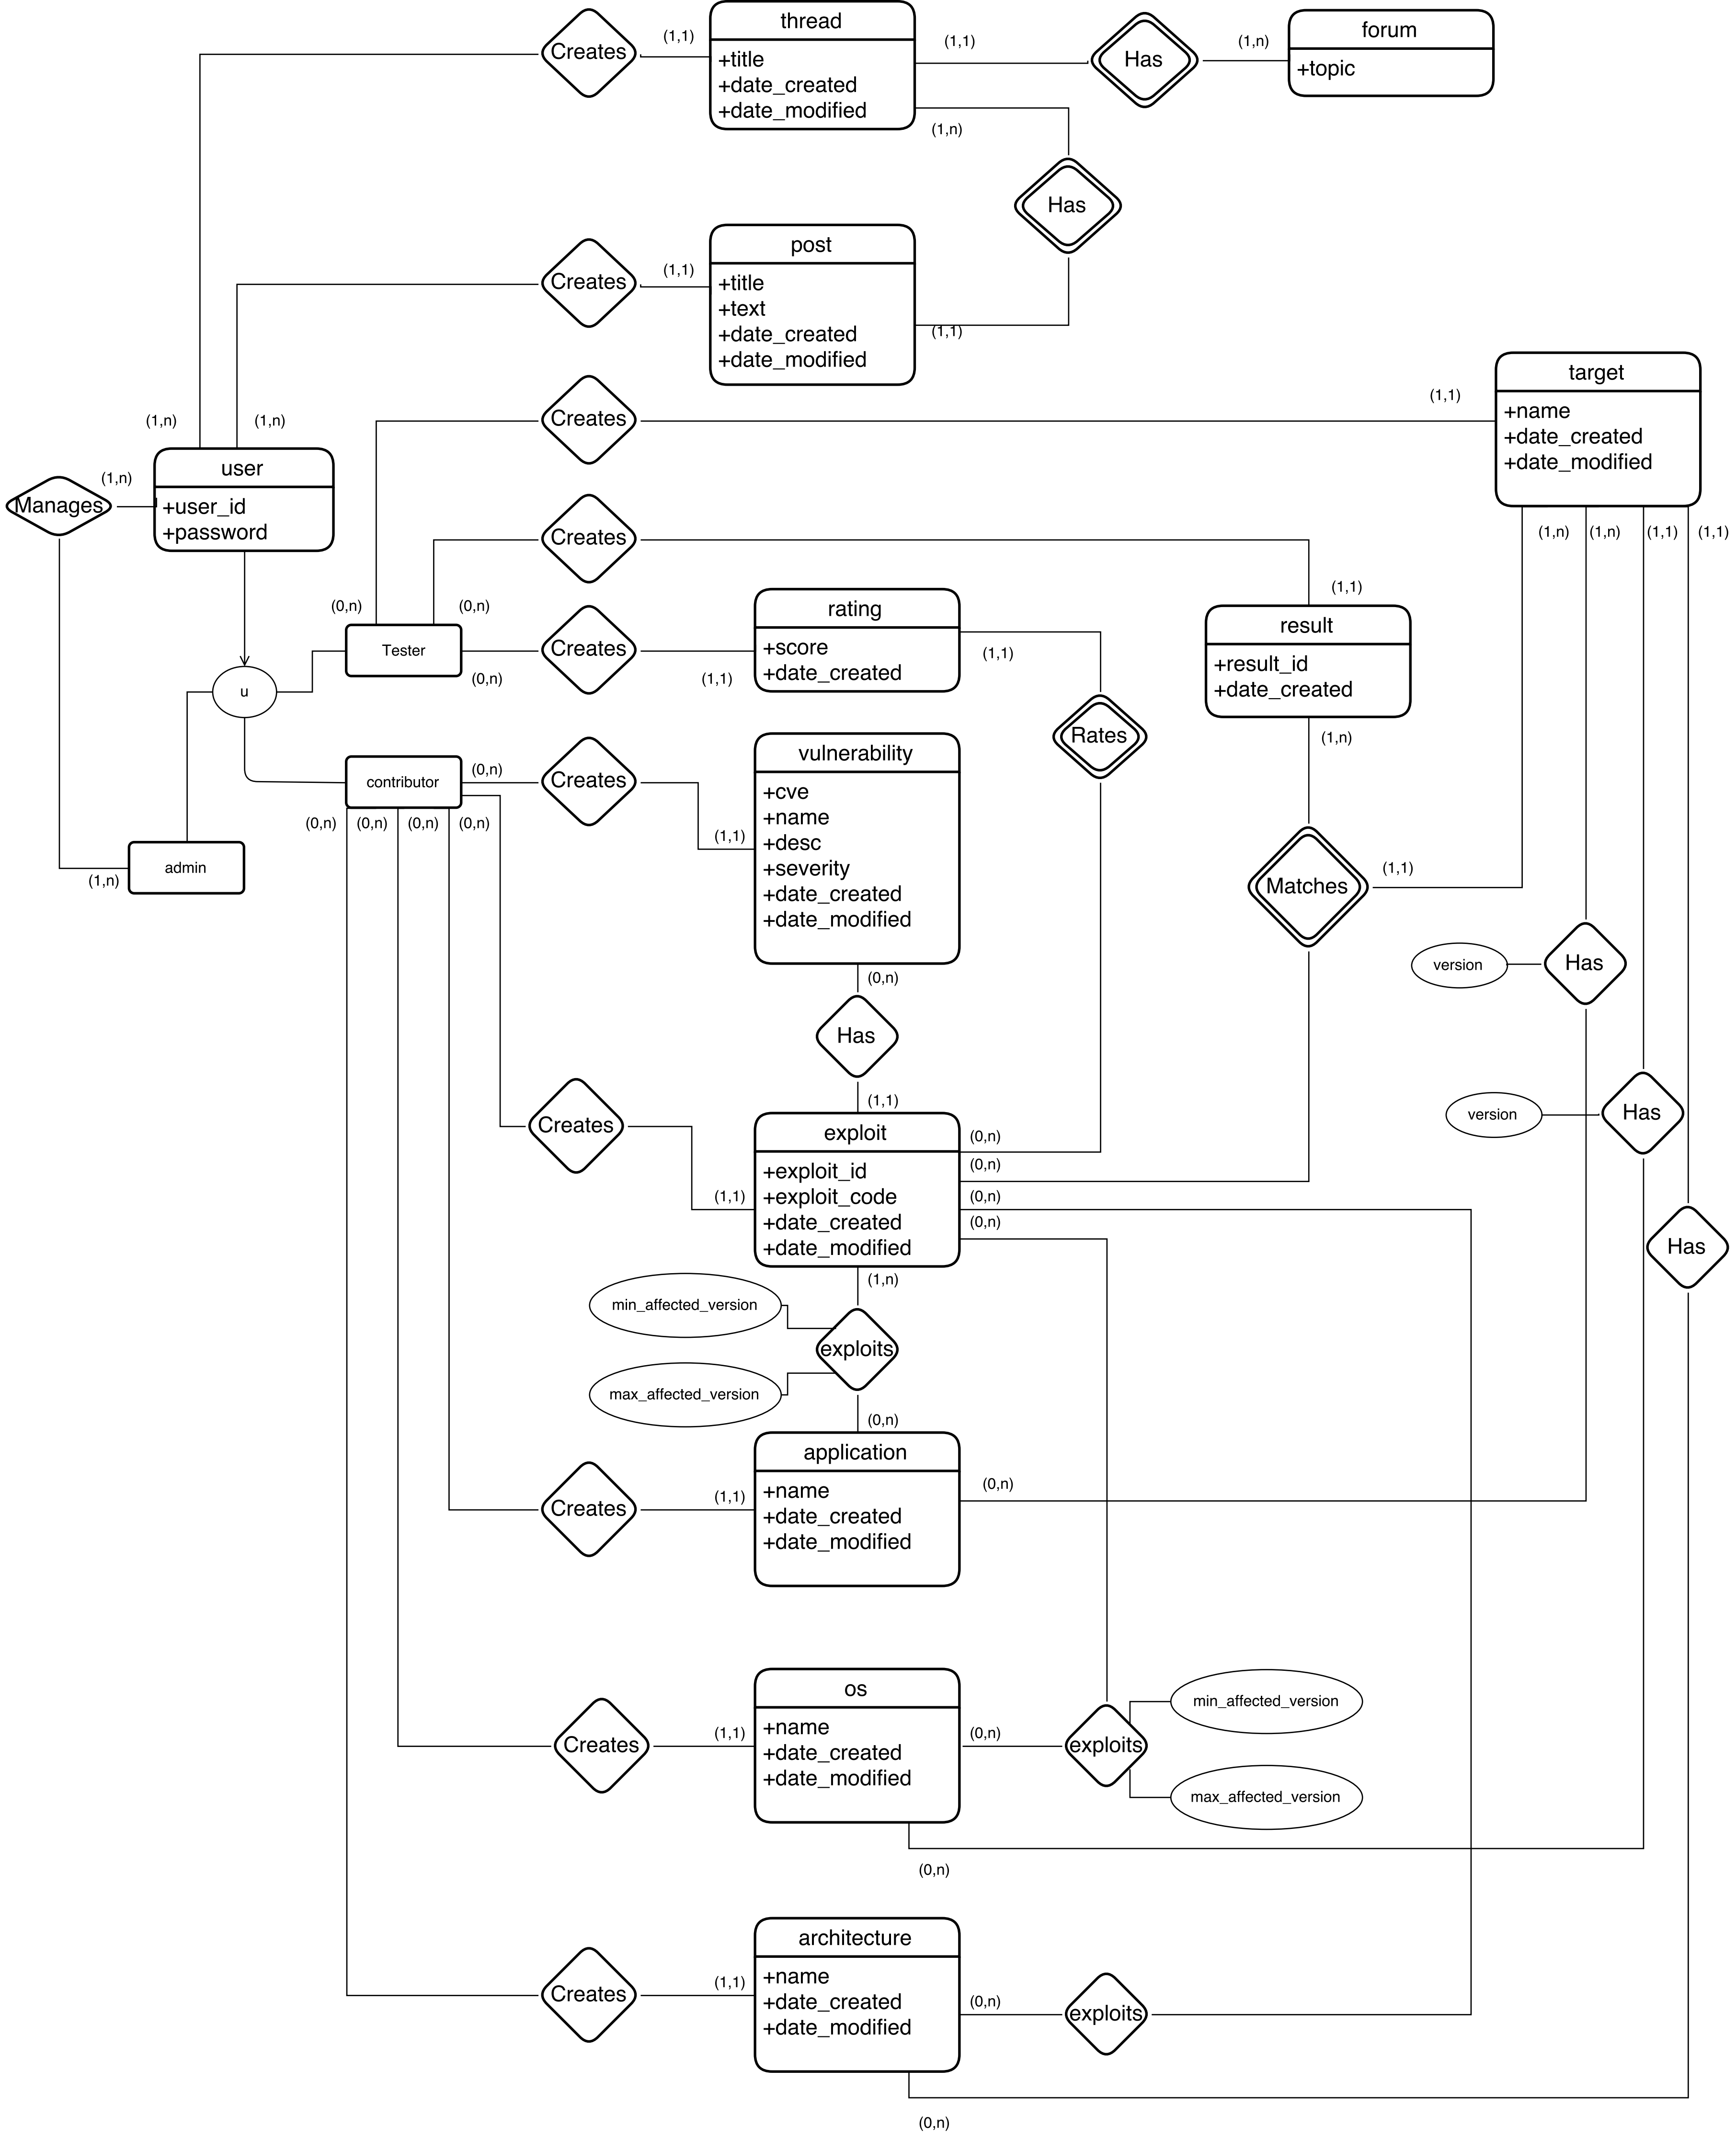 thread
+title
+date_created
+date_modified
forum
+topic
Creates
(1,1)
(1,1)
Has
(1,n)
(1,n)
Has
post
+title
+text
+date_created
+date_modified
Creates
(1,1)
(1,1)
target
+name
+date_created
+date_modified
Creates
(1,1)
(1,n)
(1,n)
user
+user_id
+password
Manages
(1,n)
Creates
(1,n)
(1,n)
(1,1)
(1,1)
(1,1)
(0,n)
(0,n)
rating
+score
+date_created
result
+result_id
+date_created
Tester
Creates
(0,n)
(1,1)
(1,1)
u
Rates
(1,n)
vulnerability
+cve
+name
+desc
+severity
+date_created
+date_modified
contributor
(0,n)
Creates
(0,n)
(0,n)
(0,n)
(0,n)
(1,1)
admin
(1,n)
Matches
(1,1)
(0,n)
version
Has
Has
(1,1)
Creates
exploit
+exploit_id
+exploit_code
+date_created
+date_modified
(0,n)
(0,n)
(0,n)
(0,n)
(1,1)
version
Has
Has
(1,n)
min_affected_version
exploits
max_affected_version
(0,n)
application
+name
+date_created
+date_modified
Creates
(1,1)
(0,n)
os
+name
+date_created
+date_modified
Creates
(1,1)
(0,n)
exploits
min_affected_version
max_affected_version
(0,n)
architecture
+name
+date_created
+date_modified
Creates
(1,1)
(0,n)
exploits
(0,n)